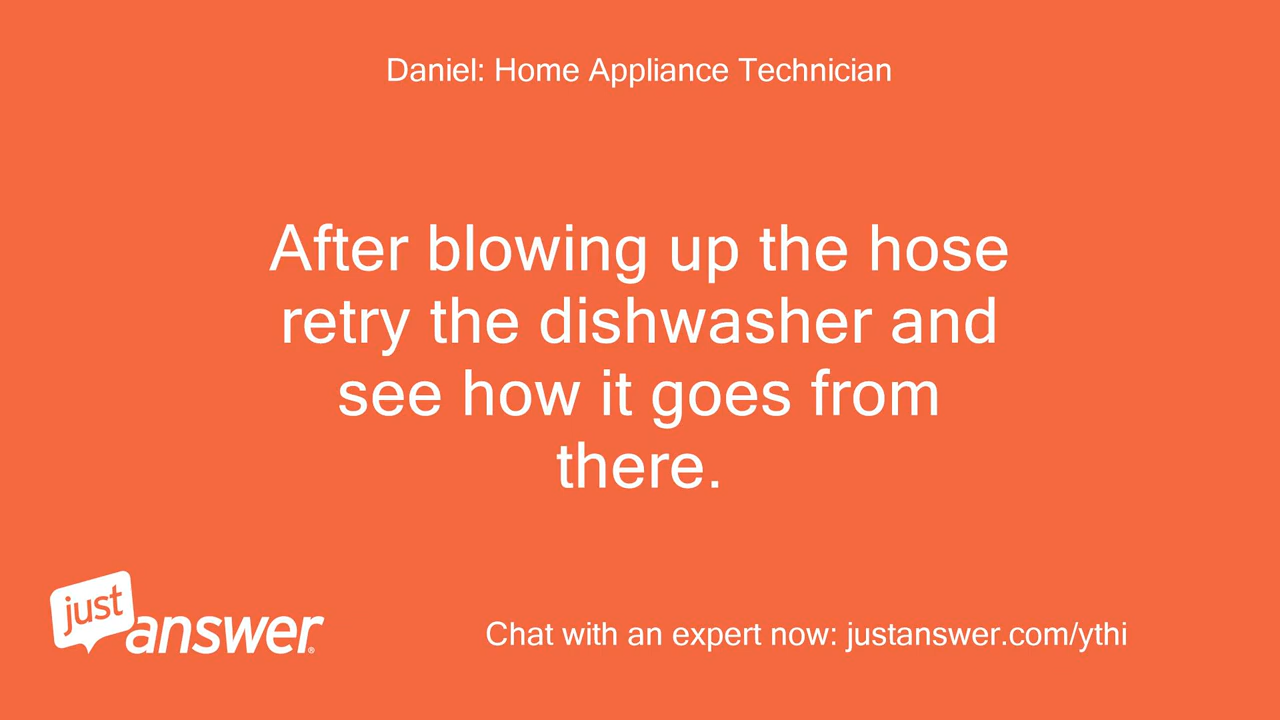 Daniel: Home Appliance Technician
After blowing up the hose
retry the dishwasher and
see how it goes from
there.
just
answer®
Chat with an expert now: justanswer.com/ythi